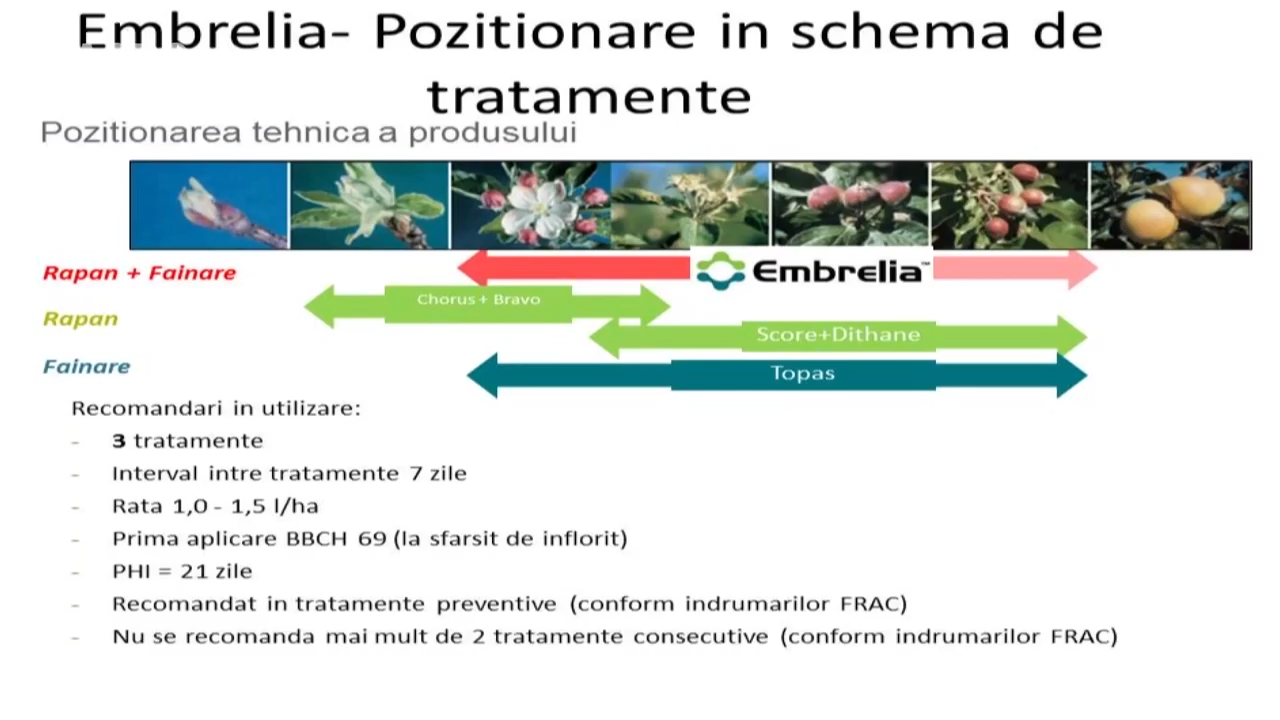 Embrelia- Pozitionare in schema de
tratamente
Pozitionarea tehnica a produsului
Rapan + Fainare
Embrelia™
Chorus + Bravo
Rapan
Score+Dithane
Fainare
Topas
Recomandari in utilizare:
- 3 tratamente
- Interval intre tratamente 7 zile
- Rata 1,0 - 1,5 l/ha
- Prima aplicare BBCH 69 (la sfarsit de inflorit)
- PHI = 21 zile
- Recomandat in tratamente preventive (conform indrumarilor FRAC)
- Nu se recomanda mai mult de 2 tratamente consecutive (conform indrumarilor FRAC)